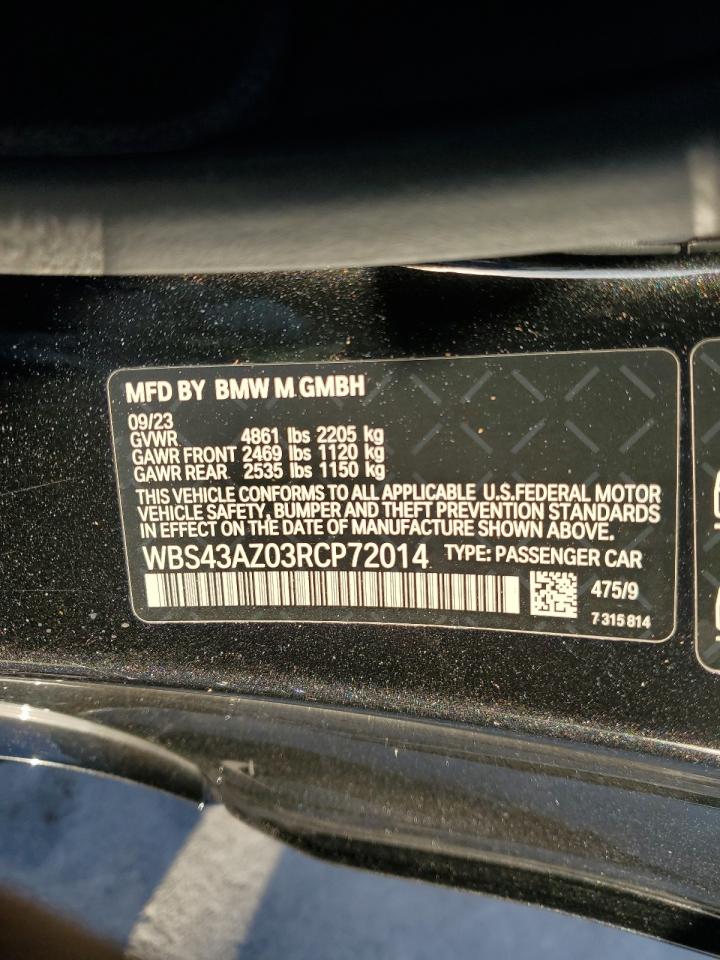 MFD BY BMW M GMBH
09/23
GVWR 4861 lbs 2205 kg
GAWR FRONT 2469 lbs 1120 kg
GAWR REAR 2535 lbs 1150 kg
THIS VEHICLE CONFORMS TO ALL APPLICABLE U.S.FEDERAL MOTOR
VEHICLE SAFETY, BUMPER AND THEFT PREVENTION STANDARDS
IN EFFECT ON THE DATE OF MANUFACTURE SHOWN ABOVE.
WBS43AZ03RCP72014 TYPE: PASSENGER CAR
475/9
7 315 814